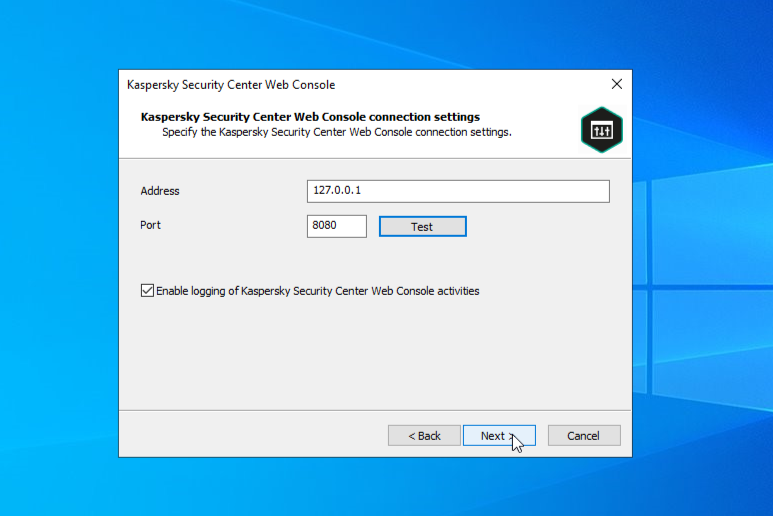 Kaspersky Security Center Web Console
Kaspersky Security Center Web Console connection settings
Specify the Kaspersky Security Center Web Console connection settings.
Address
127.0.0.1
Port
8080
Test
Enable logging of Kaspersky Security Center Web Console activities
< Back
Next >
Cancel